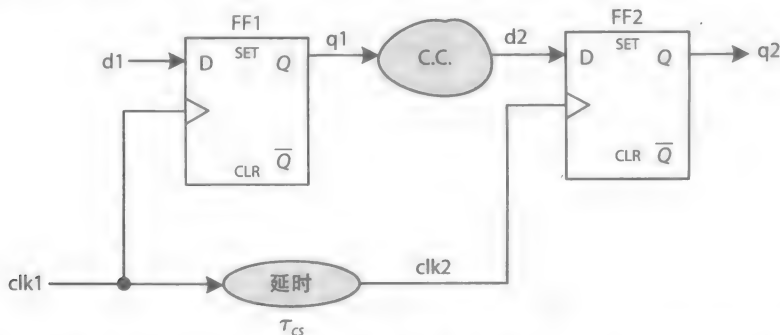 FF1
FF2
d1
D
SET
Q
q1
C.C.
d2
D
SET
Q
q2
CLR
Q̅
CLR
Q̅
clk1
延时
clk2
τcs